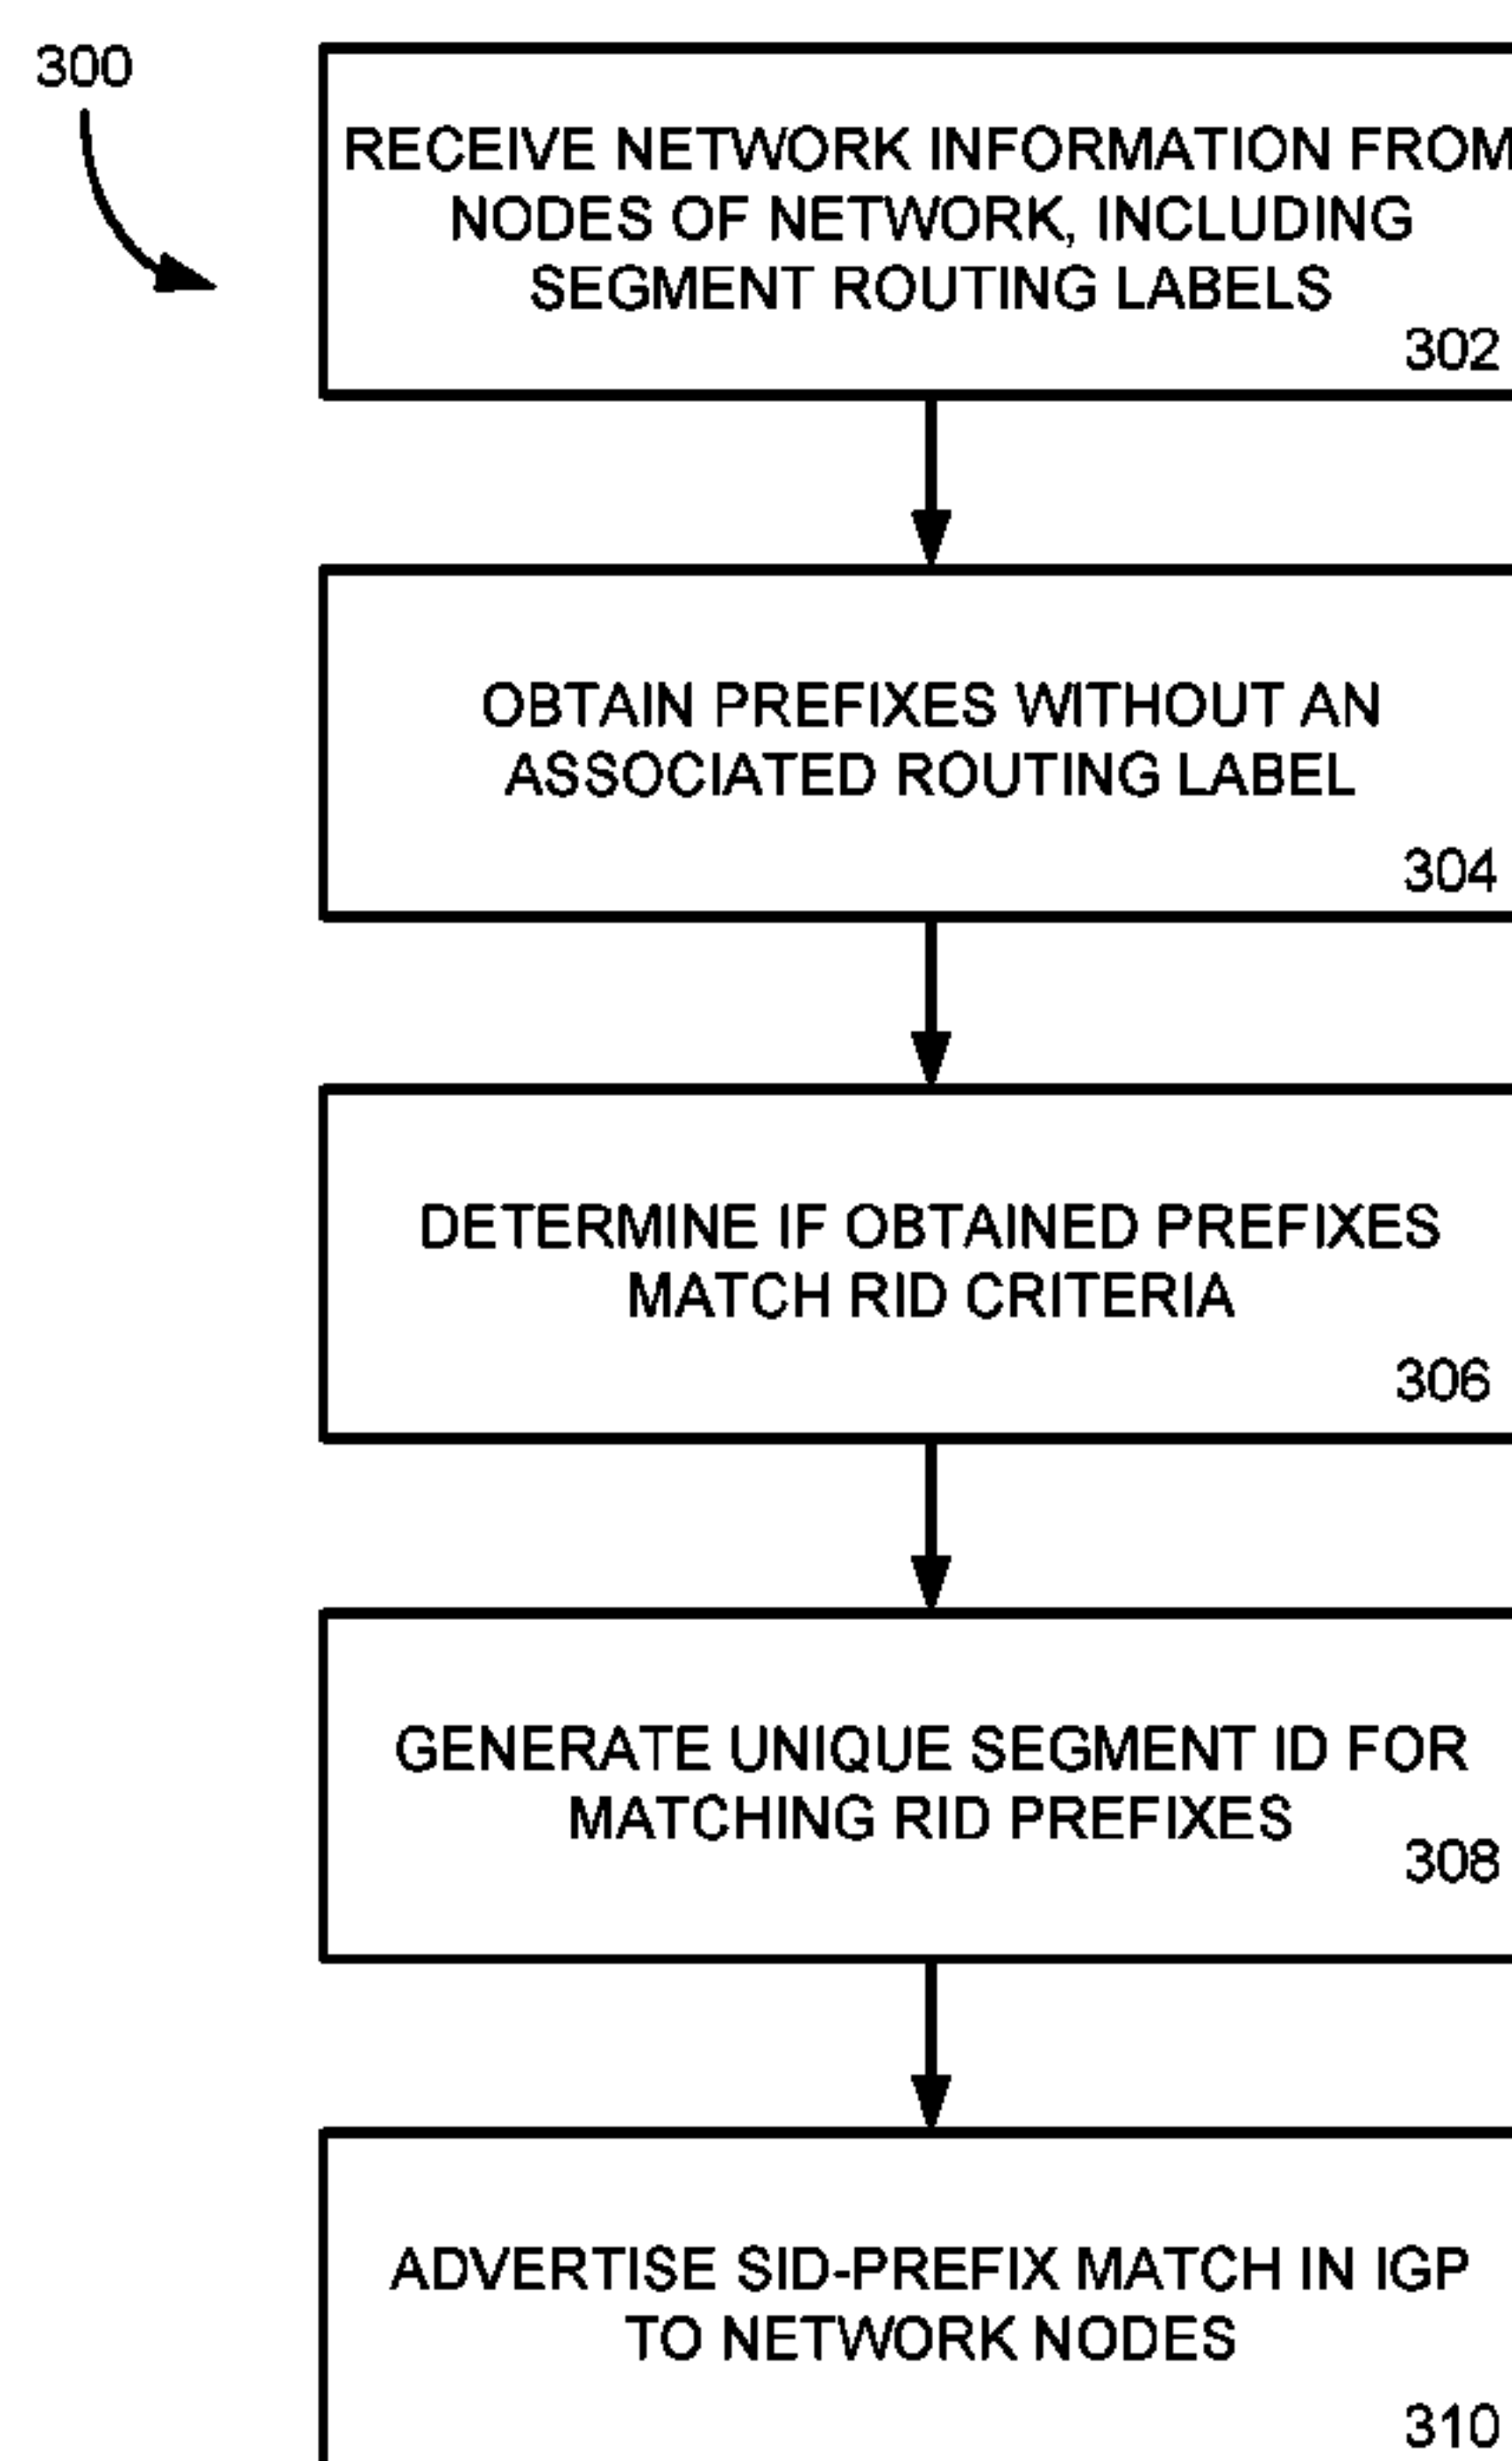 300
RECEIVE NETWORK INFORMATION FROM
NODES OF NETWORK, INCLUDING
SEGMENT ROUTING LABELS
302
OBTAIN PREFIXES WITHOUT AN
ASSOCIATED ROUTING LABEL
304
DETERMINE IF OBTAINED PREFIXES
MATCH RID CRITERIA
306
GENERATE UNIQUE SEGMENT ID FOR
MATCHING RID PREFIXES
308
ADVERTISE SID-PREFIX MATCH IN IGP
TO NETWORK NODES
310